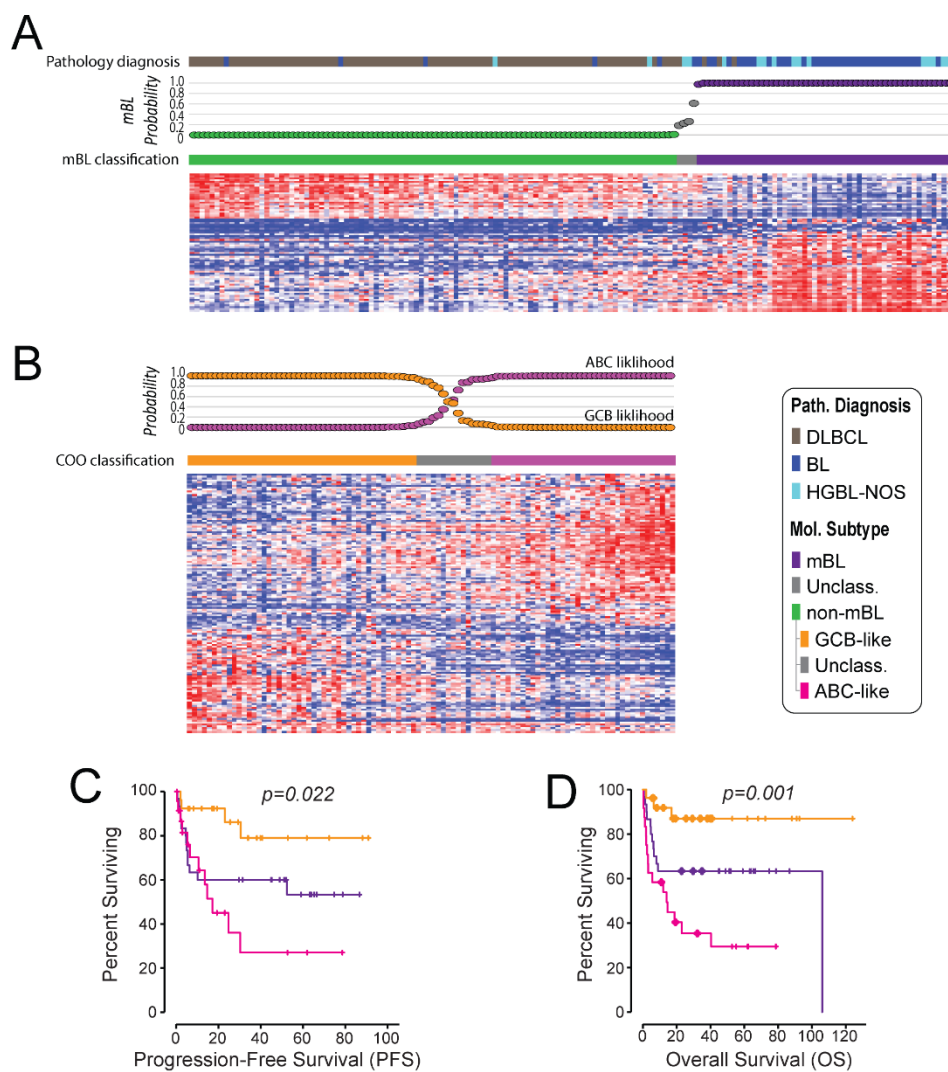 A
Pathology diagnosis
mBL
Probability
1.0
0.8
0.6
0.4
0.2
0
mBL classification
B
Probability
1.0
0.8
0.6
0.4
0.2
0
ABC liklihood
GCB liklihood
COO classification
Path. Diagnosis
DLBCL
BL
HGBL-NOS
Mol. Subtype
mBL
Unclass.
non-mBL
GCB-like
Unclass.
ABC-like
C
p=0.022
Percent Surviving
100
80
60
40
20
0
0 20 40 60 80 100
Progression-Free Survival (PFS)
D
p=0.001
Percent Surviving
100
80
60
40
20
0
0 20 40 60 80 100 120
Overall Survival (OS)